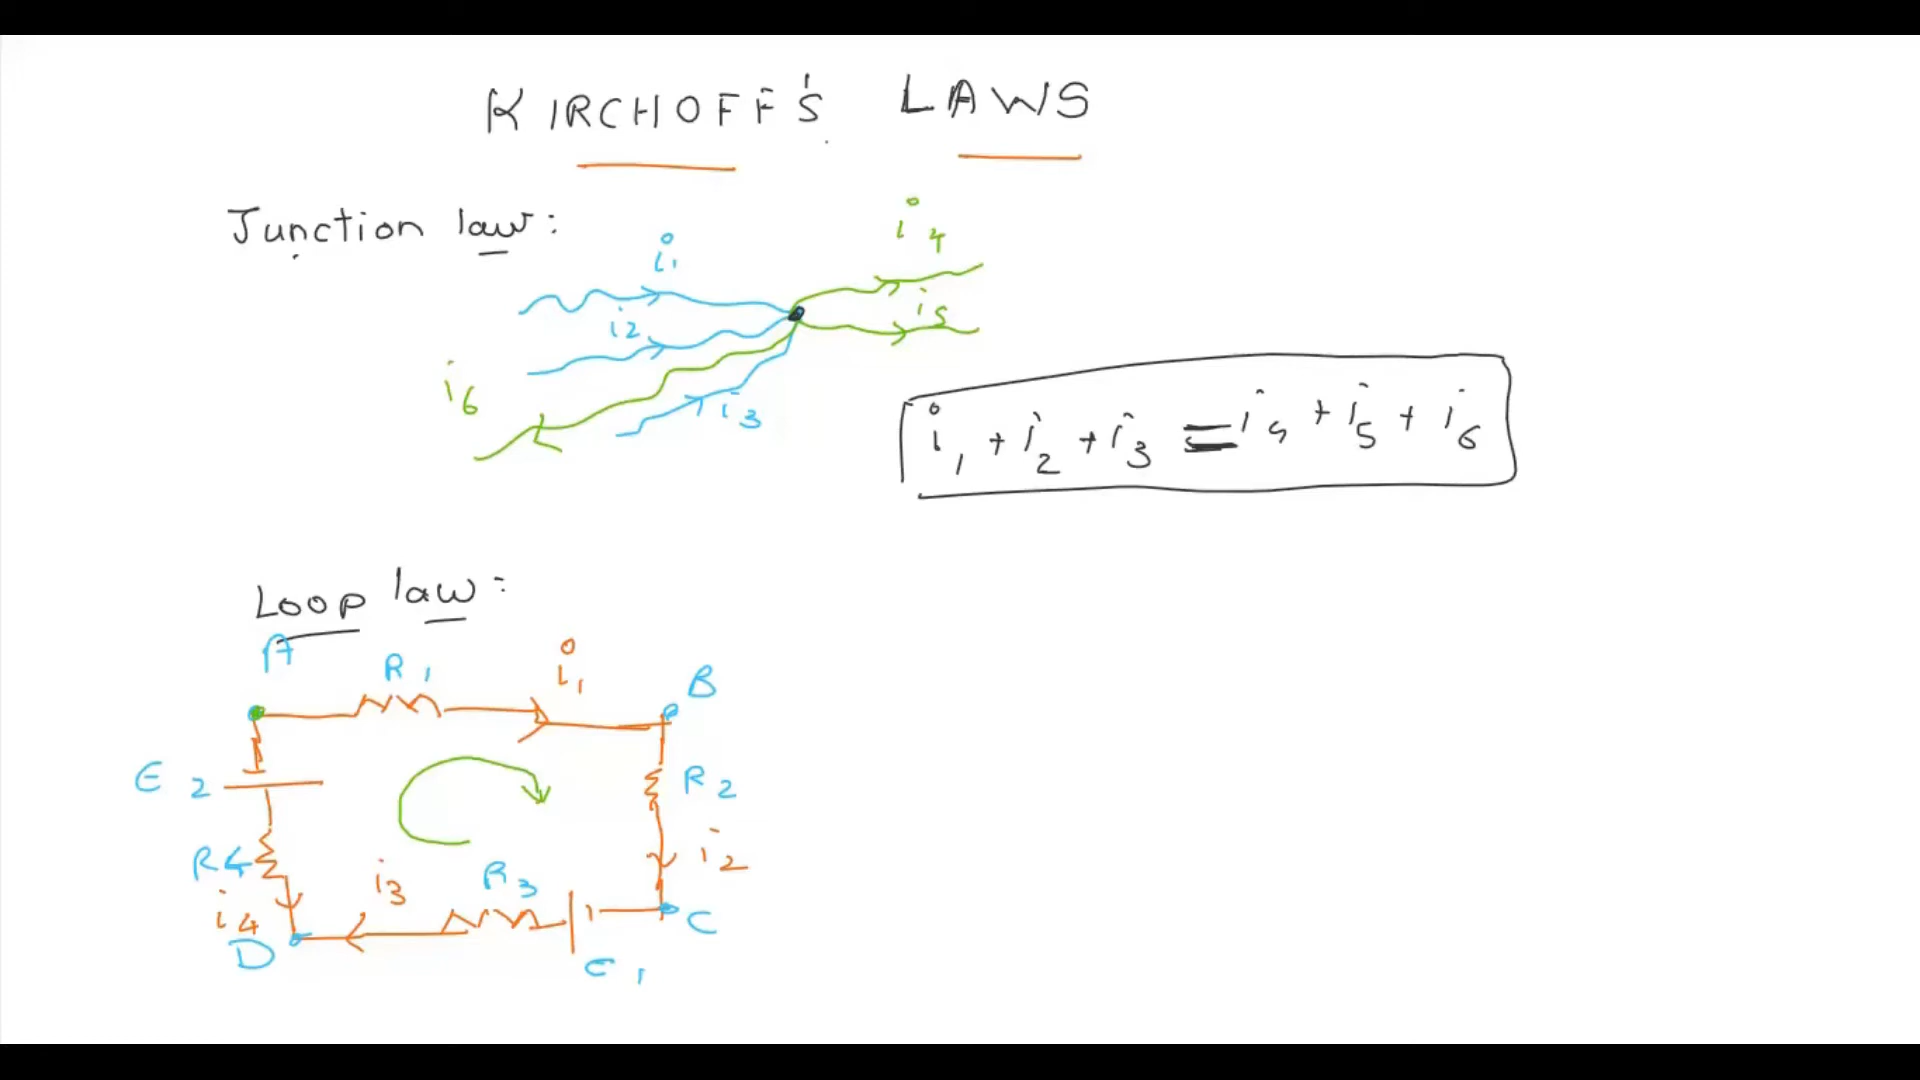 KIRCHOFF'S LAWS
Junction law:
i1
i4
i2
i5
i6
i3
i1 + i2 + i3 = i4 + i5 + i6
Loop law:
A
R1
i1
B
E2
R2
R4
i3
R3
i2
i4
D
C
E1